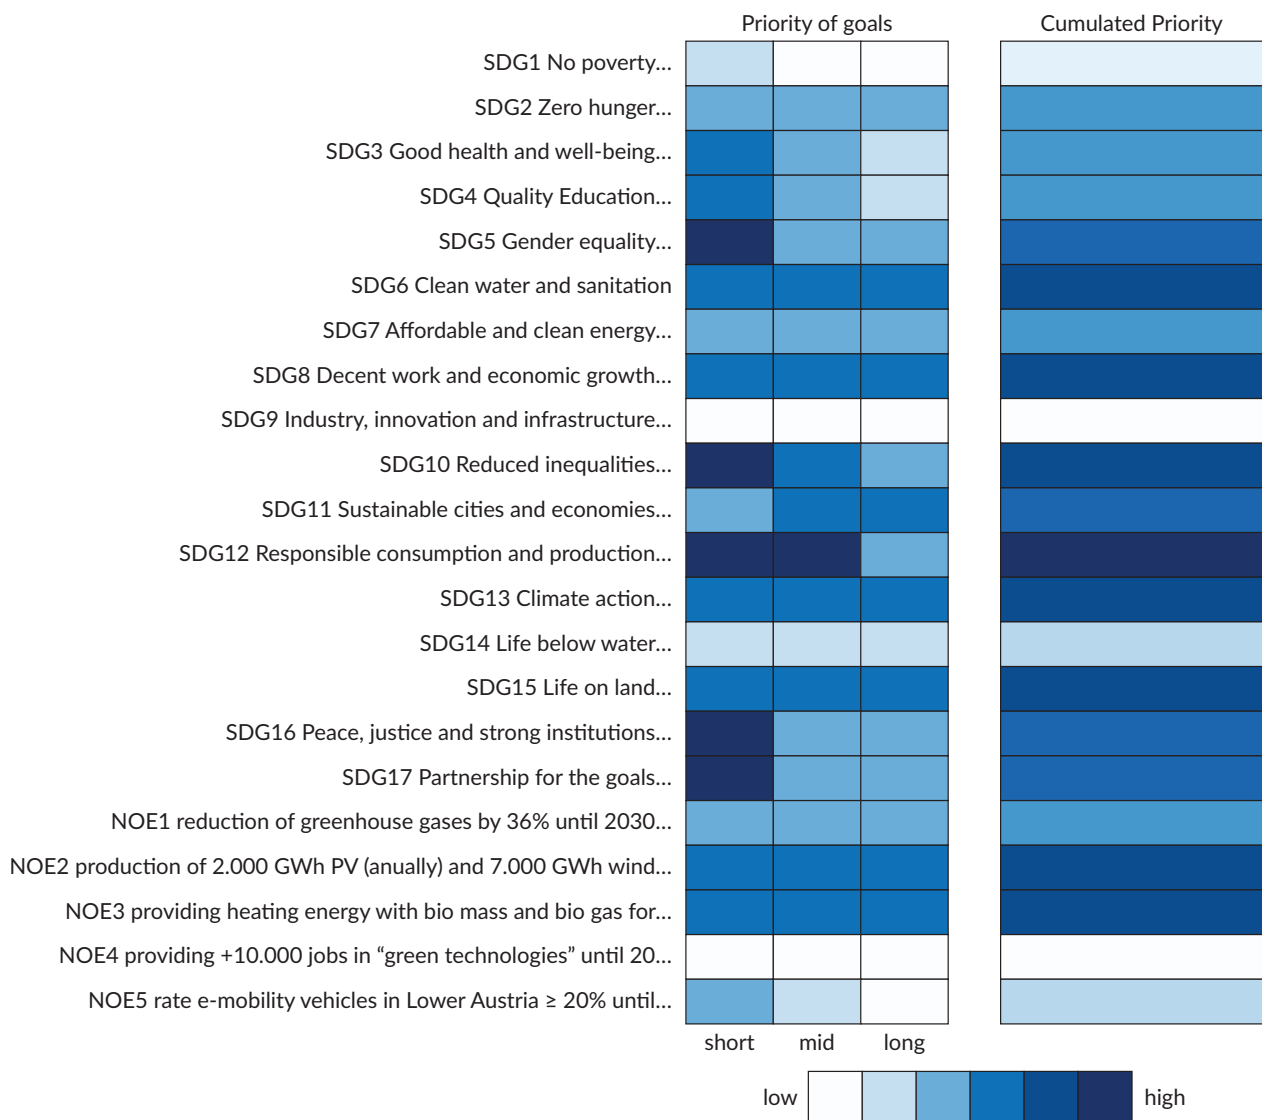 Priority of goals
Cumulated Priority
SDG1 No poverty...
SDG2 Zero hunger...
SDG3 Good health and well-being...
SDG4 Quality Education...
SDG5 Gender equality...
SDG6 Clean water and sanitation
SDG7 Affordable and clean energy...
SDG8 Decent work and economic growth...
SDG9 Industry, innovation and infrastructure...
SDG10 Reduced inequalities...
SDG11 Sustainable cities and economies...
SDG12 Responsible consumption and production...
SDG13 Climate action...
SDG14 Life below water...
SDG15 Life on land...
SDG16 Peace, justice and strong institutions...
SDG17 Partnership for the goals...
NOE1 reduction of greenhouse gases by 36% until 2030...
NOE2 production of 2.000 GWh PV (anually) and 7.000 GWh wind...
NOE3 providing heating energy with bio mass and bio gas for...
NOE4 providing +10.000 jobs in “green technologies” until 20...
NOE5 rate e-mobility vehicles in Lower Austria ≥ 20% until...
short mid long
low high